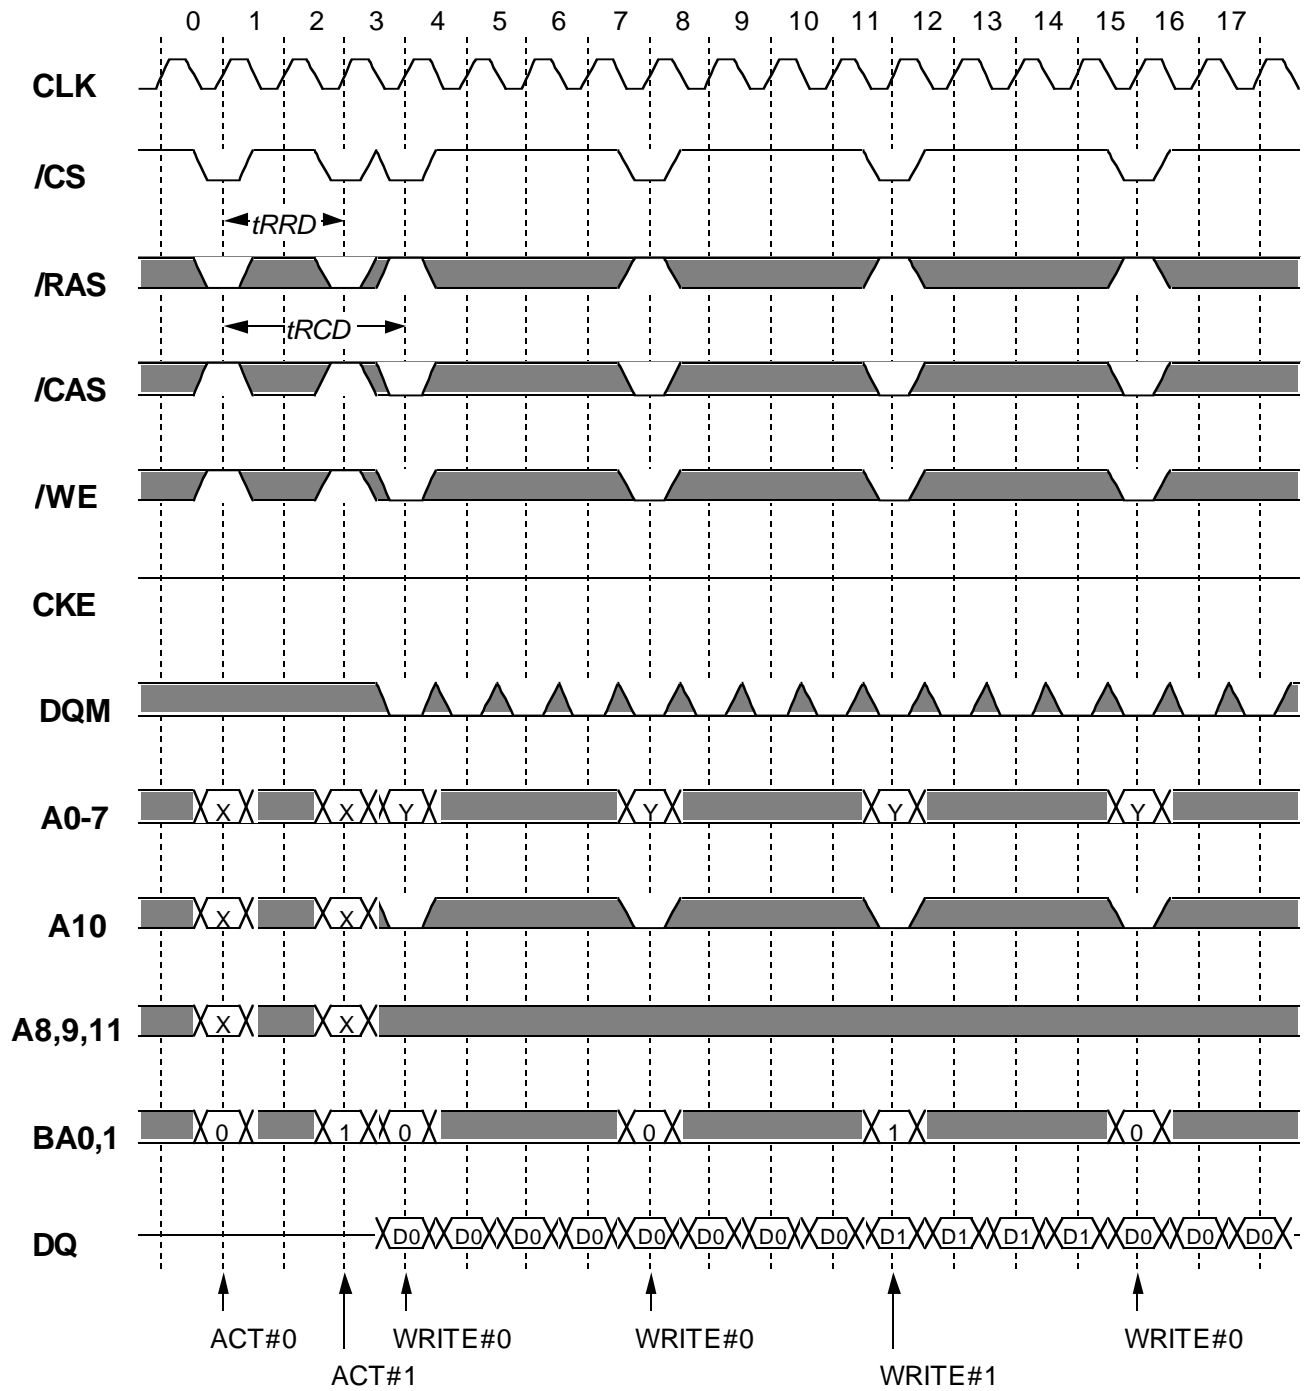 0 1 2 3 4 5 6 7 8 9 10 11 12 13 14 15 16 17
CLK
/CS
tRRD
/RAS
tRCD
/CAS
/WE
CKE
DQM
A0-7 X X Y Y Y Y
A10 X X
A8,9,11 X X
BA0,1 0 1 0 0 1 0
DQ D0 D0 D0 D0 D0 D0 D0 D0 D1 D1 D1 D1 D0 D0 D0
ACT#0 WRITE#0 WRITE#0 WRITE#0
ACT#1 WRITE#1